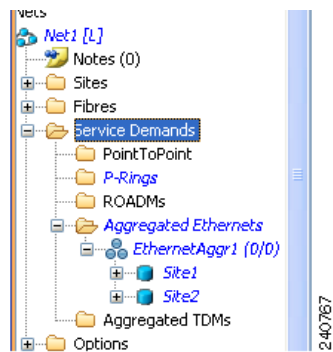 Nets
Net1 [L]
Notes (0)
Sites
Fibres
Service Demands
PointToPoint
P-Rings
ROADMs
Aggregated Ethernets
EthernetAggr1 (0/0)
Site1
Site2
Aggregated TDMs
Options
240767